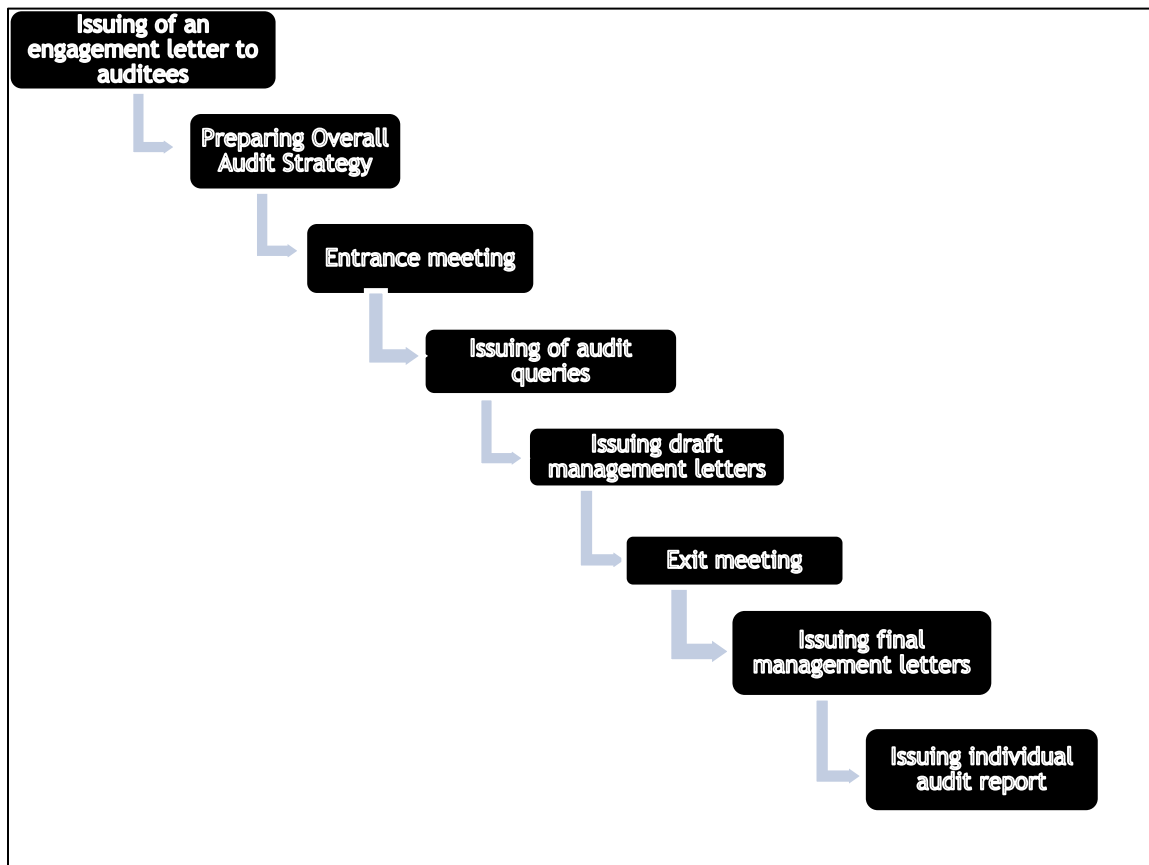 Issuing of an
engagement letter to
auditees
Preparing Overall
Audit Strategy
Entrance meeting
Issuing of audit
queries
Issuing draft
management letters
Exit meeting
Issuing final
management letters
Issuing individual
audit report